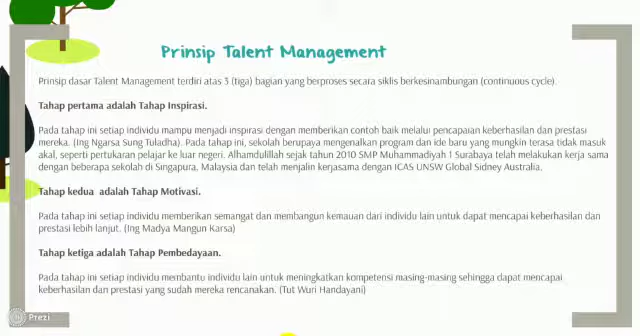 Prinsip Talent Management
Prinsip dasar Talent Management terdiri atas 3 (tiga) bagian yang berproses secara siklis berkesinambungan (continuous cycle).
Tahap pertama adalah Tahap Inspirasi.
Pada tahap ini setiap individu mampu menjadi inspirasi dengan memberikan contoh baik melalui pencapaian keberhasilan dan prestasi
mereka. (Ing Ngarsa Sung Tuladha). Pada tahap ini, sekolah berupaya mengenalkan program dan ide baru yang mungkin terasa tidak masuk
akal, seperti pertukaran pelajar ke luar negeri. Alhamdulillah sejak tahun 2010 SMP Muhammadiyah 1 Surabaya telah melakukan kerja sama
dengan beberapa sekolah di Singapura, Malaysia dan telah menjalin kerjasama dengan ICAS UNSW Global Sidney Australia.
Tahap kedua adalah Tahap Motivasi.
Pada tahap ini setiap individu memberikan semangat dan membangun kemauan dari individu lain untuk dapat mencapai keberhasilan dan
prestasi lebih lanjut. (Ing Madya Mangun Karsa)
Tahap ketiga adalah Tahap Pembedayaan.
Pada tahap ini setiap individu membantu individu lain untuk meningkatkan kompetensi masing-masing sehingga dapat mencapai
keberhasilan dan prestasi yang sudah mereka rencanakan. (Tut Wuri Handayani)
Prezi